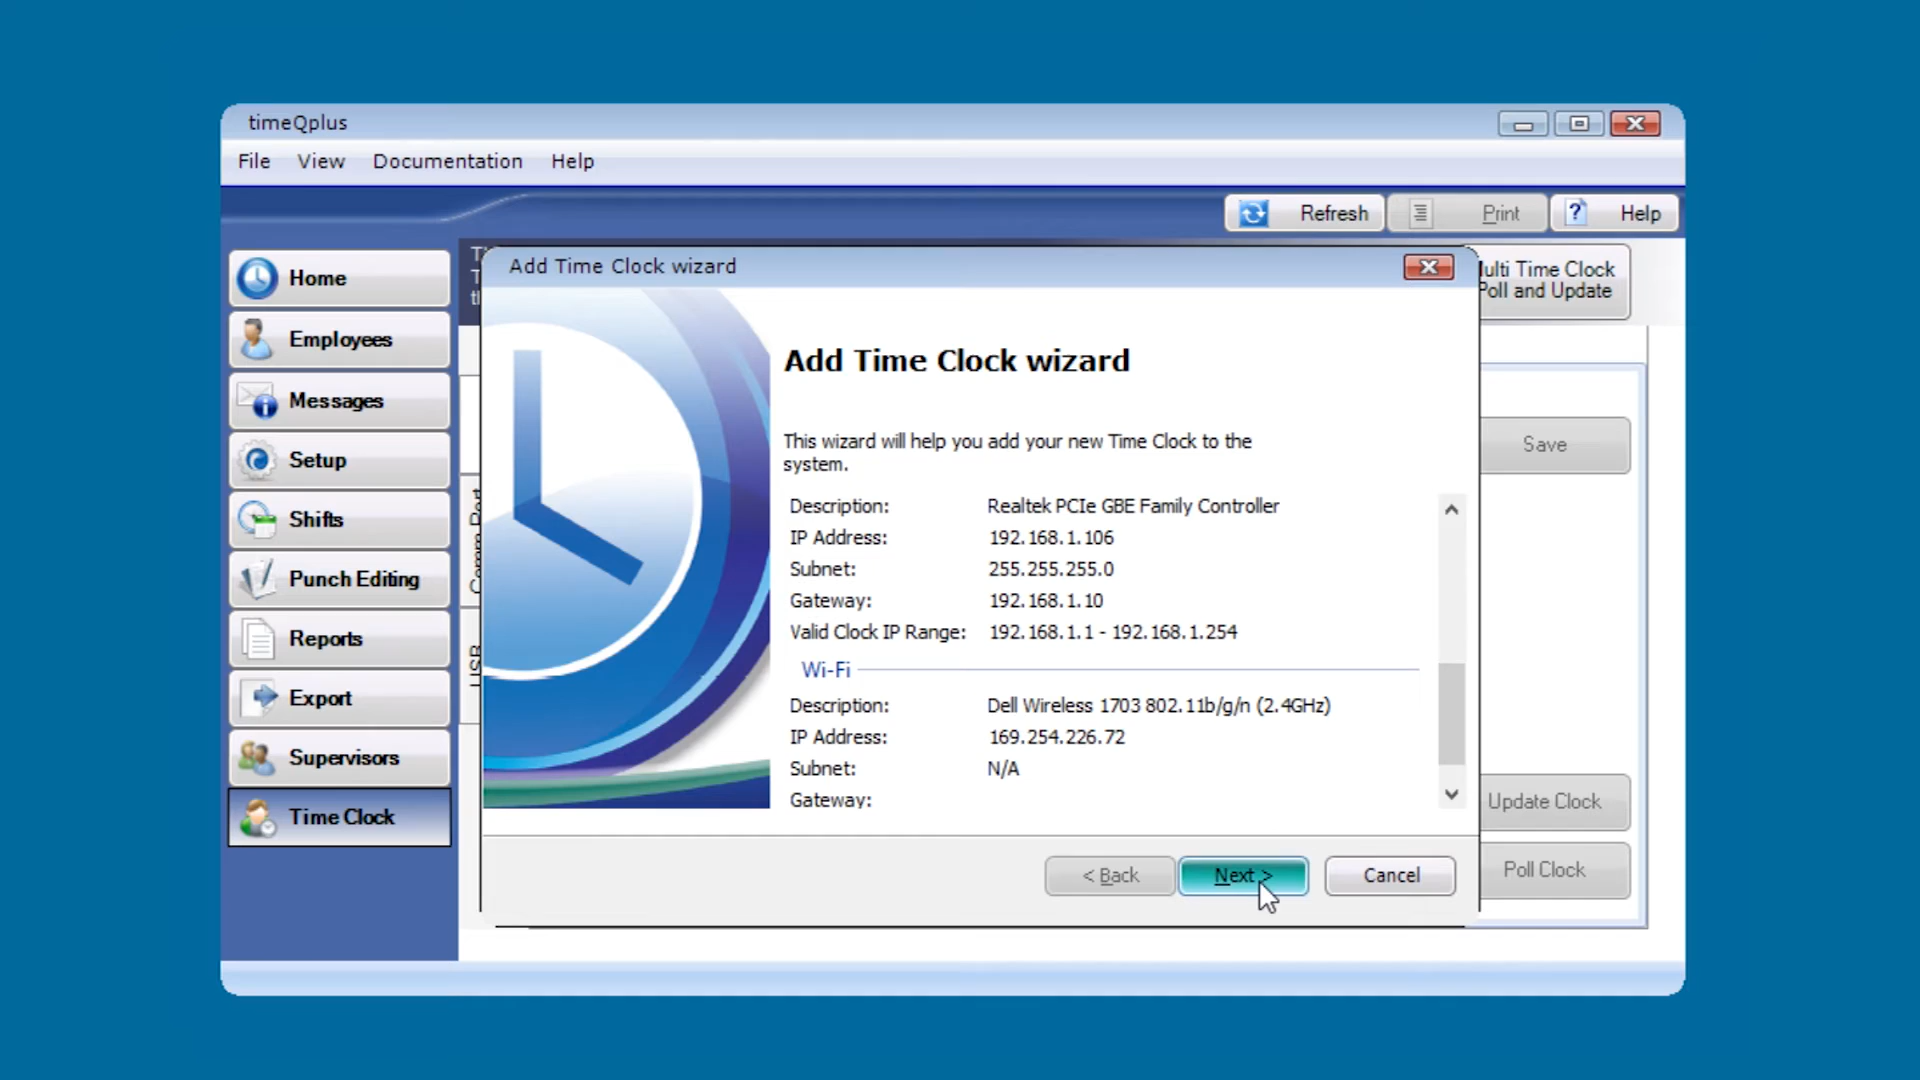 timeQplus
File View Documentation Help
Refresh Print Help
Home
Employees
Messages
Setup
Shifts
Punch Editing
Reports
Export
Supervisors
Time Clock
Add Time Clock wizard
ulti Time Clock
Poll and Update
Add Time Clock wizard
This wizard will help you add your new Time Clock to the
system.
Description: Realtek PCIe GBE Family Controller
IP Address: 192.168.1.106
Subnet: 255.255.255.0
Gateway: 192.168.1.10
Valid Clock IP Range: 192.168.1.1 - 192.168.1.254
Wi-Fi
Description: Dell Wireless 1703 802.11b/g/n (2.4GHz)
IP Address: 169.254.226.72
Subnet: N/A
Gateway:
< Back Next > Cancel
Save
Update Clock
Poll Clock
Comm Port
USB